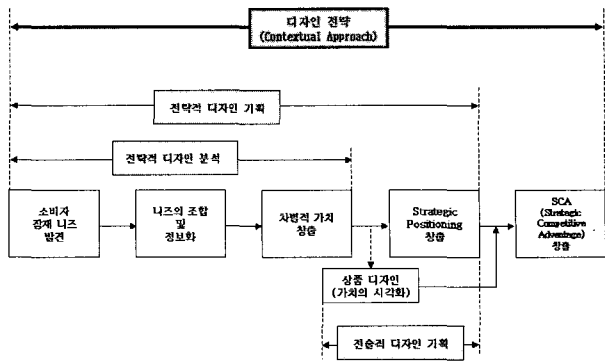 디자인 전략
(Contextual Approach)
전략적 디자인 기획
전략적 디자인 분석
소비자
잠재 니즈
발견
니즈의 조합
및
정보화
차별적 가치
창출
Strategic
Positioning
창출
SCA
(Strategic
Competitive
Advantage)
창출
상품 디자인
(가치의 시각화)
전술적 디자인 기획